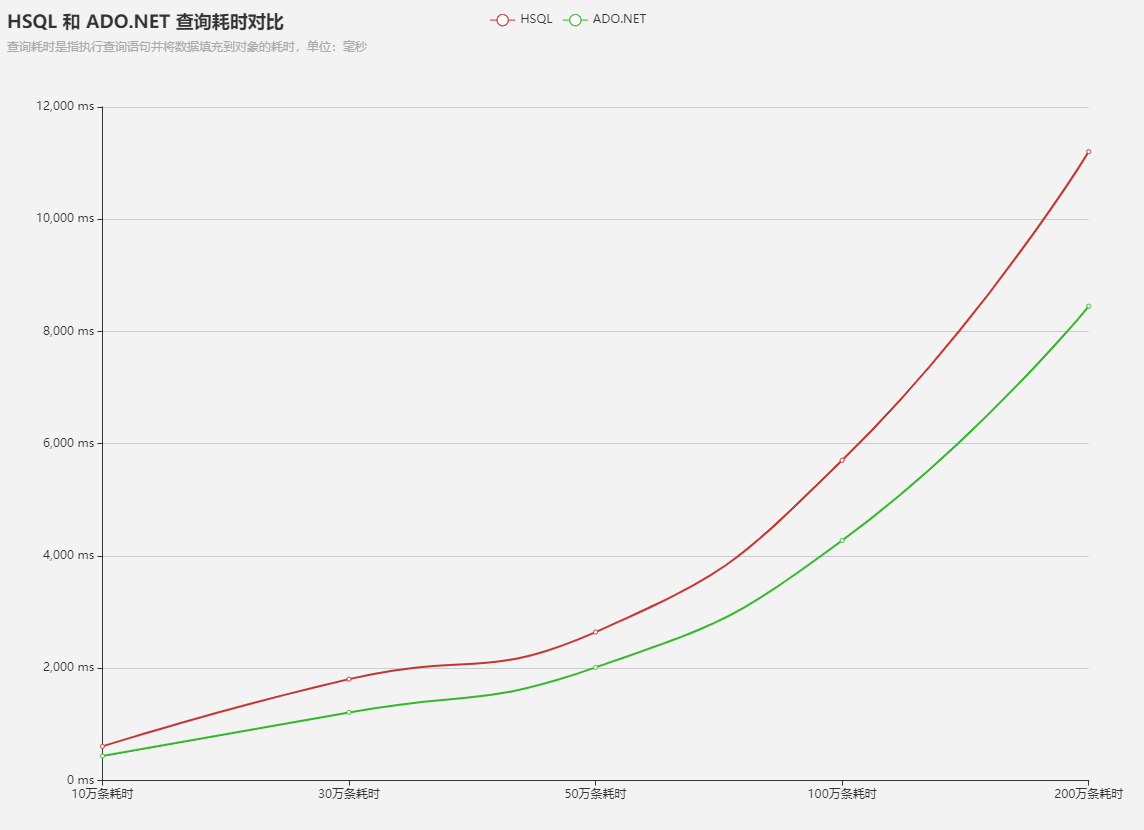 HSQL 和 ADO.NET 查询耗时对比
查询耗时是指执行查询语句并将数据填充到对象的耗时，单位：毫秒
HSQL ADO.NET
12,000 ms
10,000 ms
8,000 ms
6,000 ms
4,000 ms
2,000 ms
0 ms
10万条耗时 30万条耗时 50万条耗时 100万条耗时 200万条耗时